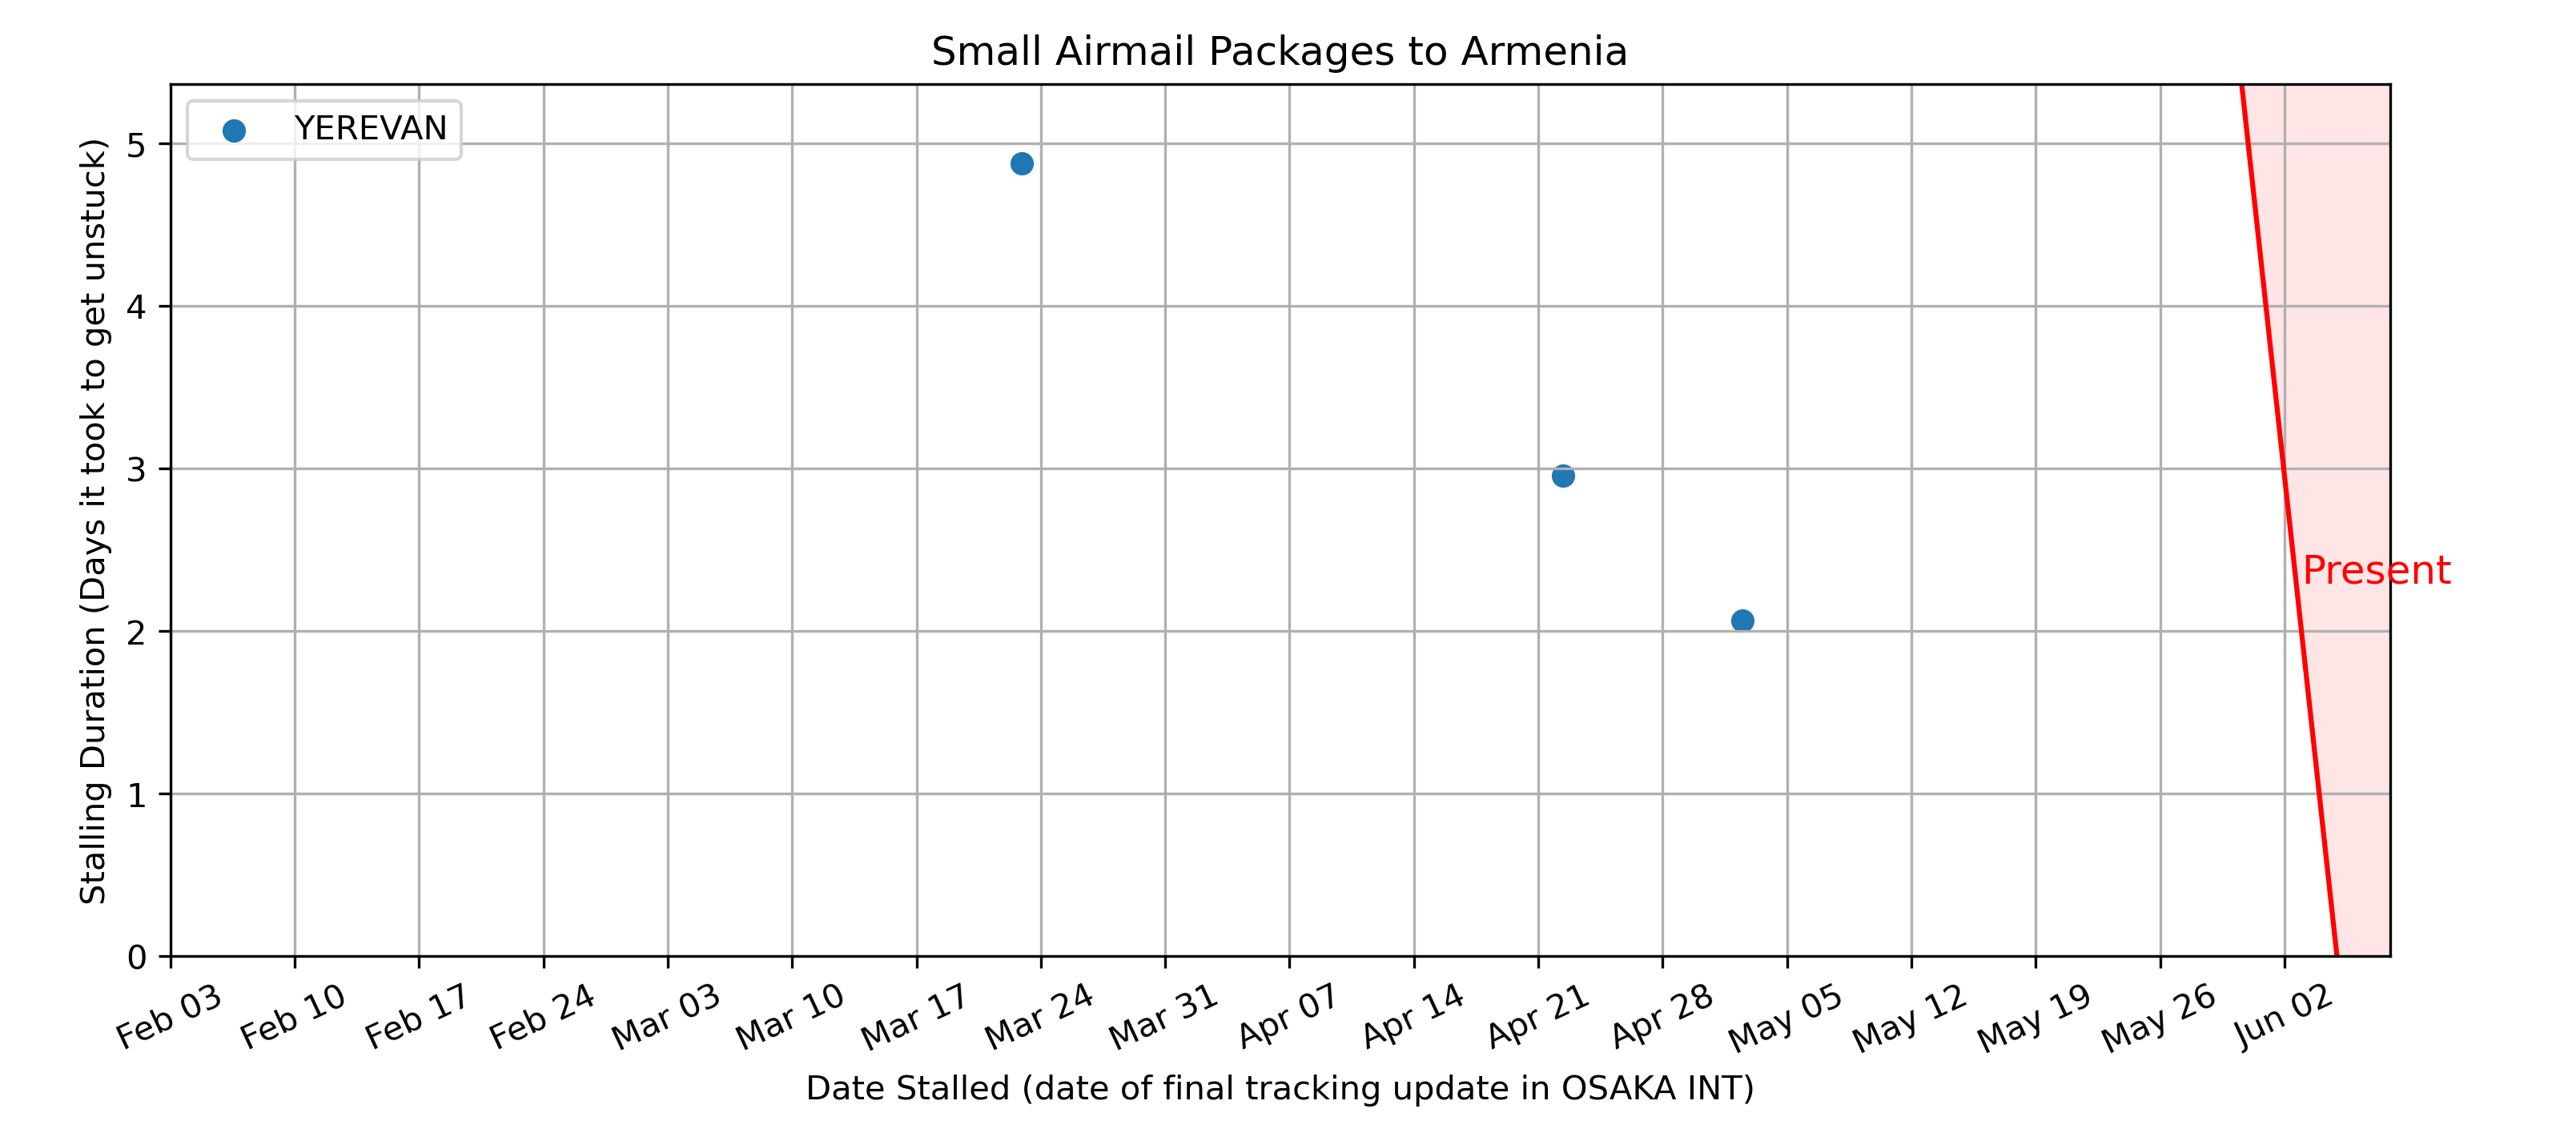 Small Airmail Packages to Armenia
YEREVAN
Stalling Duration (Days it took to get unstuck)
5
4
3
2
1
0
Present
Feb 03
Feb 10
Feb 17
Feb 24
Mar 03
Mar 10
Mar 17
Mar 24
Mar 31
Apr 07
Apr 14
Apr 21
Apr 28
May 05
May 12
May 19
May 26
Jun 02
Date Stalled (date of final tracking update in OSAKA INT)